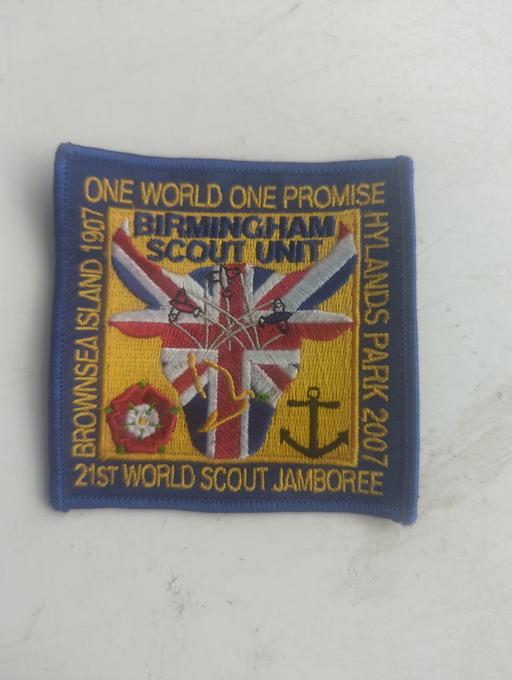 ONE WORLD ONE PROMISE
HYLANDS PARK 2007
21ST WORLD SCOUT JAMBOREE
BROWNSEA ISLAND 1907
BIRMINGHAM
SCOUT UNIT